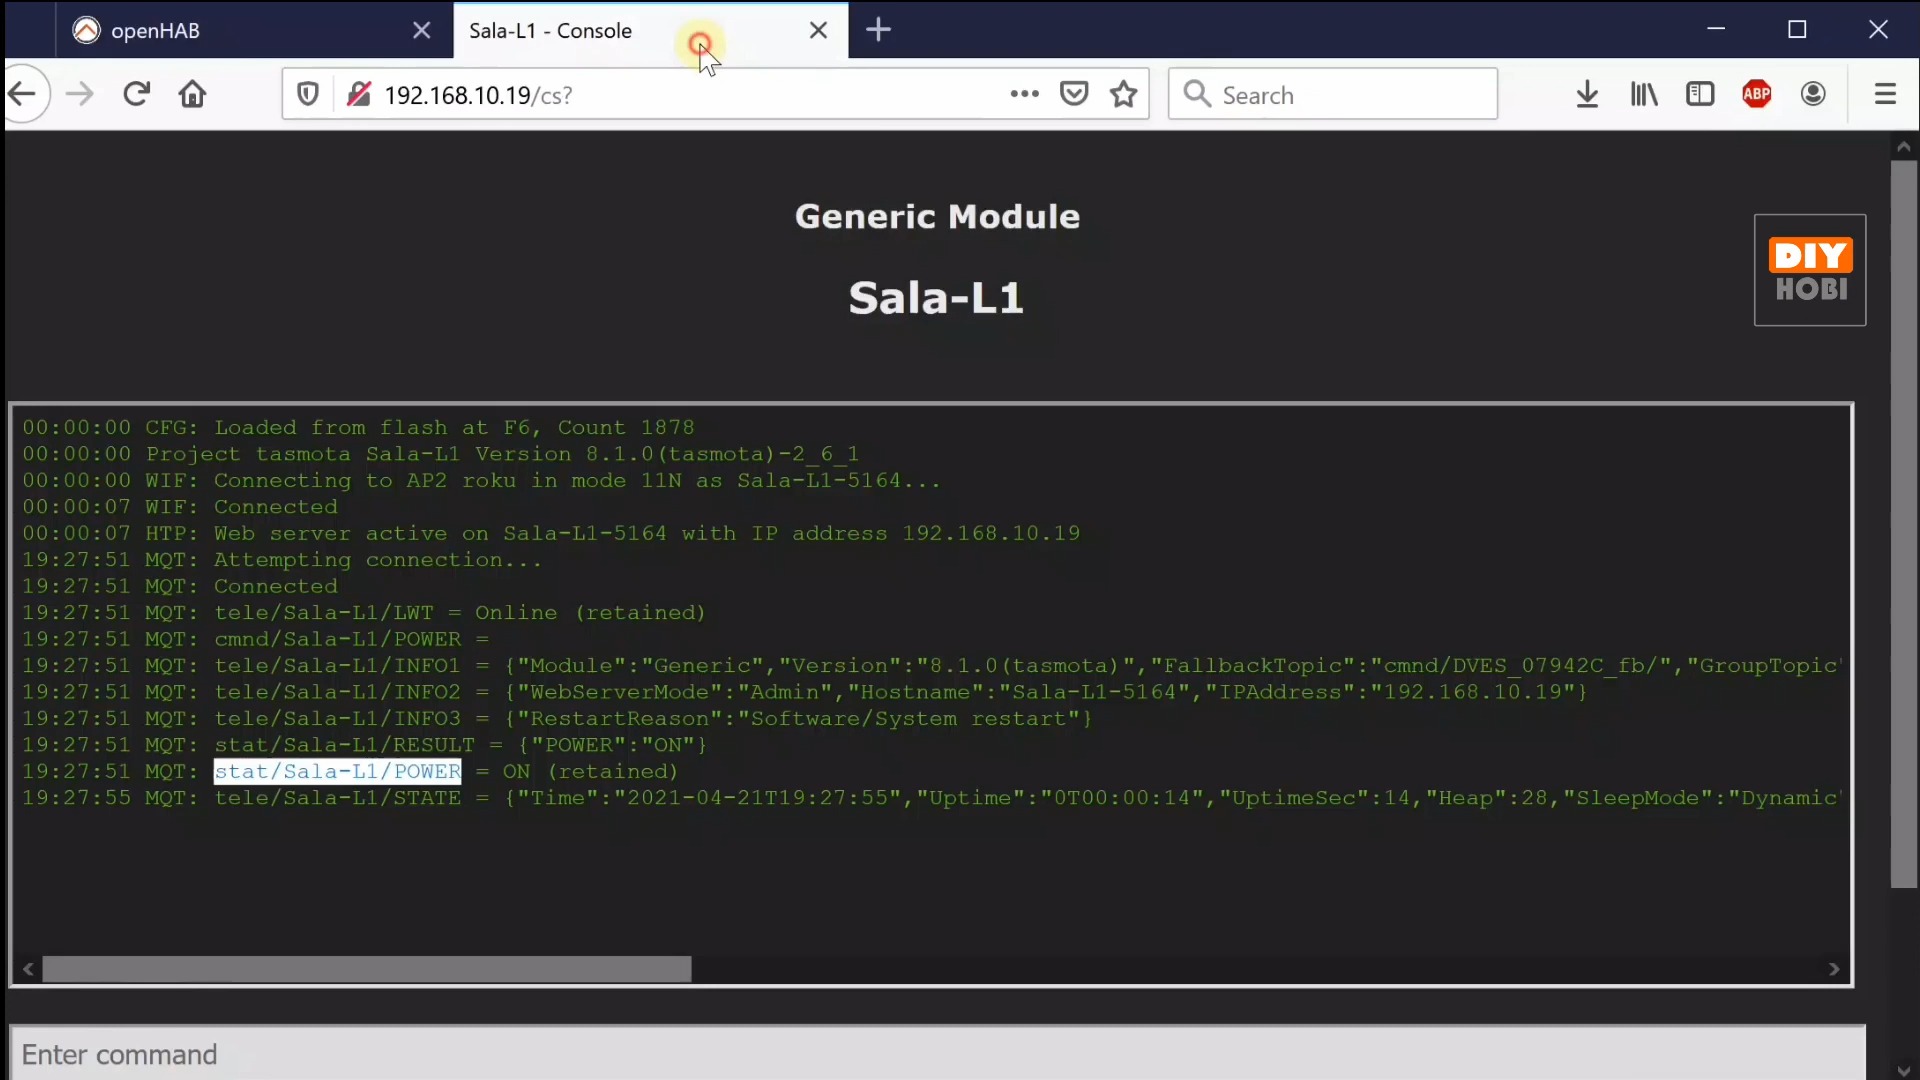 openHAB
Sala-L1 - Console
192.168.10.19/cs?
Search
ABP
Generic Module
Sala-L1
DIY
HOBI
00:00:00 CFG: Loaded from flash at F6, Count 1878
00:00:00 Project tasmota Sala-L1 Version 8.1.0(tasmota)-2_6_1
00:00:00 WIF: Connecting to AP2 roku in mode 11N as Sala-L1-5164...
00:00:07 WIF: Connected
00:00:07 HTP: Web server active on Sala-L1-5164 with IP address 192.168.10.19
19:27:51 MQT: Attempting connection...
19:27:51 MQT: Connected
19:27:51 MQT: tele/Sala-L1/LWT = Online (retained)
19:27:51 MQT: cmnd/Sala-L1/POWER =
19:27:51 MQT: tele/Sala-L1/INFO1 = {"Module":"Generic","Version":"8.1.0(tasmota)","FallbackTopic":"cmnd/DVES_07942C_fb/","GroupTopic"
19:27:51 MQT: tele/Sala-L1/INFO2 = {"WebServerMode":"Admin","Hostname":"Sala-L1-5164","IPAddress":"192.168.10.19"}
19:27:51 MQT: tele/Sala-L1/INFO3 = {"RestartReason":"Software/System restart"}
19:27:51 MQT: stat/Sala-L1/RESULT = {"POWER":"ON"}
19:27:51 MQT: stat/Sala-L1/POWER = ON (retained)
19:27:55 MQT: tele/Sala-L1/STATE = {"Time":"2021-04-21T19:27:55","Uptime":"0T00:00:14","UptimeSec":14,"Heap":28,"SleepMode":"Dynamic"
Enter command